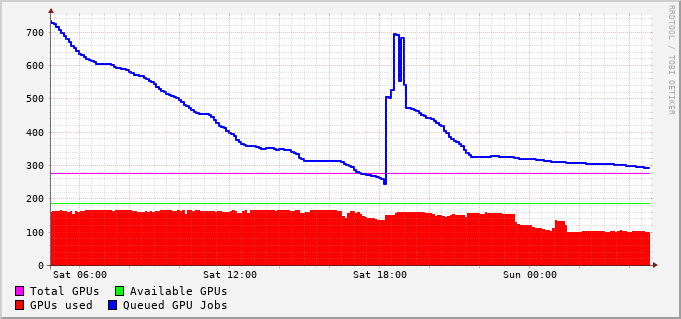 700
600
500
400
300
200
100
0
Sat 06:00 Sat 12:00 Sat 18:00 Sun 00:00
Total GPUs Available GPUs
GPUs used Queued GPU Jobs
RRDTOOL / TOBI OETIKER